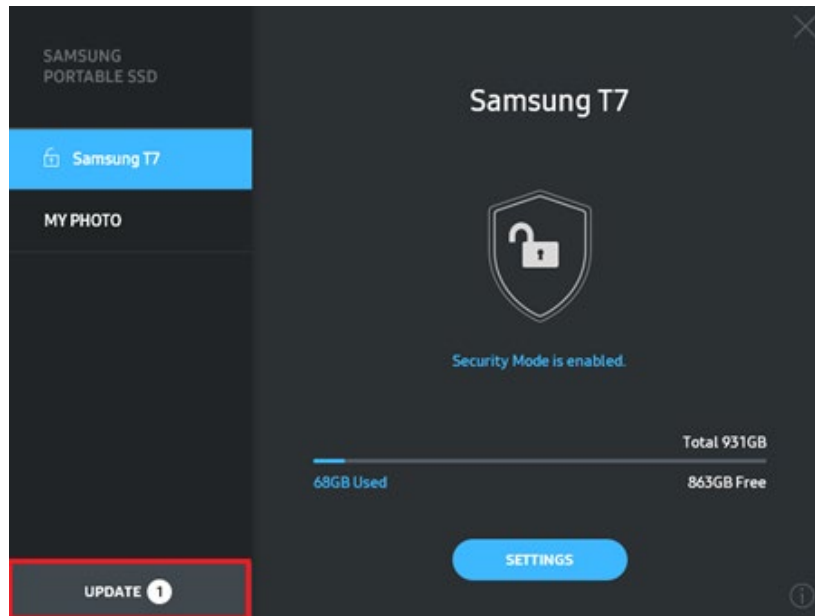 SAMSUNG
PORTABLE SSD
Samsung T7
MY PHOTO
UPDATE 1
Samsung T7
Security Mode is enabled.
Total 931GB
68GB Used
863GB Free
SETTINGS